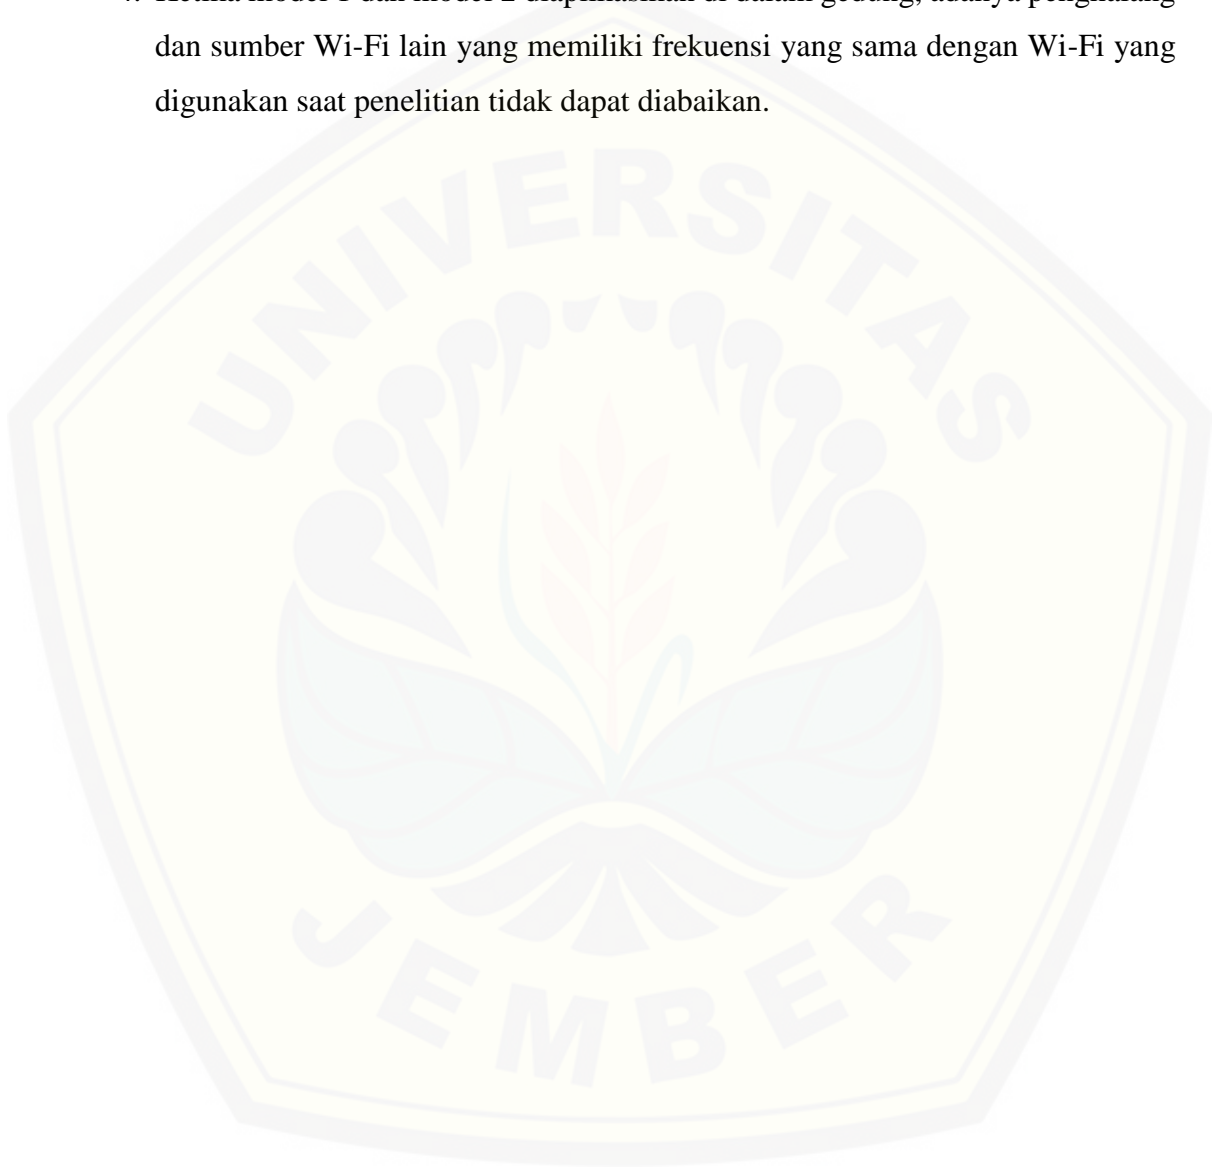 4. Ketika model 1 dan model 2 diaplikasikan di dalam gedung, adanya penghalang
dan sumber Wi-Fi lain yang memiliki frekuensi yang sama dengan Wi-Fi yang
digunakan saat penelitian tidak dapat diabaikan.
UNIVERSITAS
JEMBER